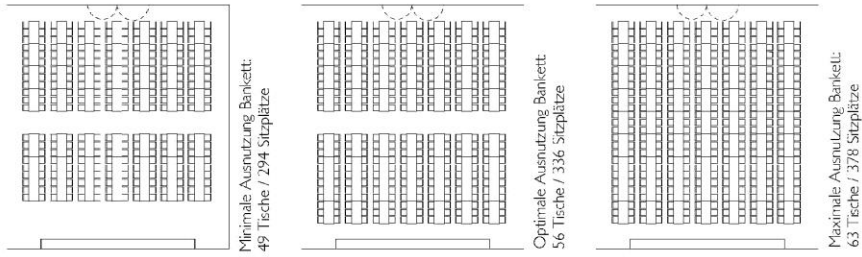 Minimale Ausnutzung Bankett:
49 Tische / 294 Sitzplätze
Optimale Ausnutzung Bankett:
56 Tische / 336 Sitzplätze
Maximale Ausnutzung Bankett:
63 Tische / 378 Sitzplätze